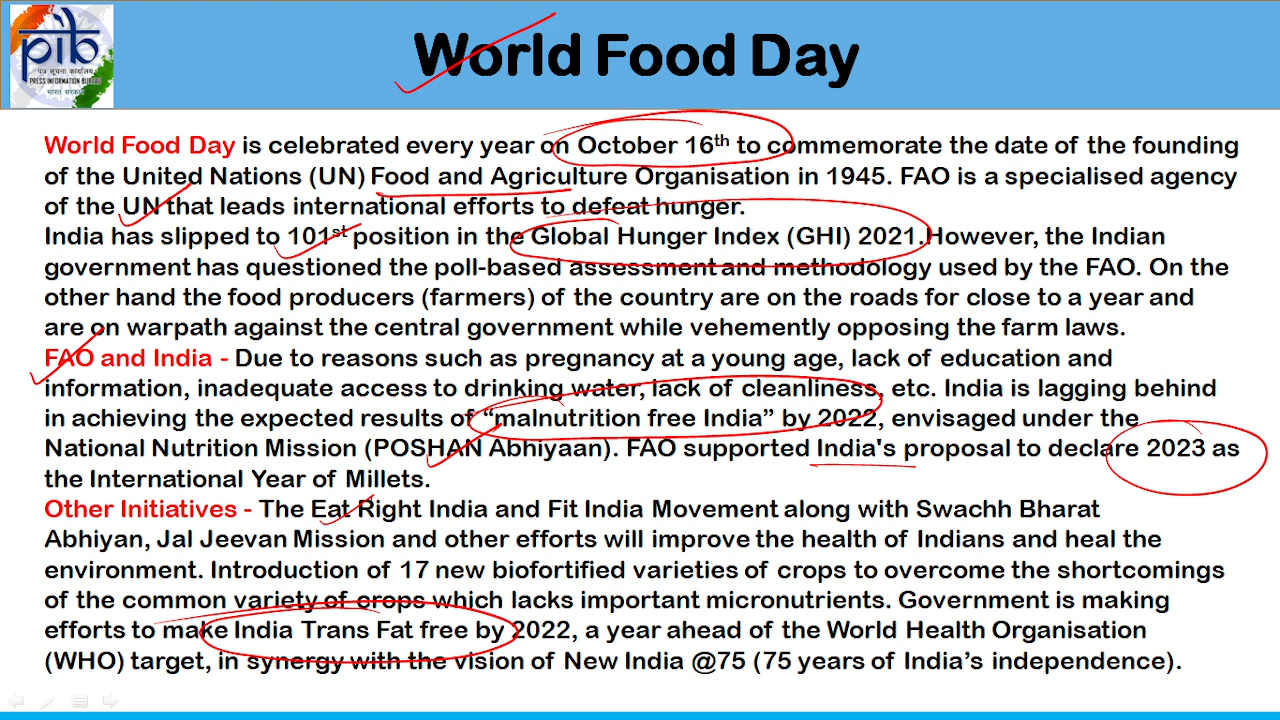 pib
पत्र सूचना कार्यालय
PRESS INFORMATION BUREAU
भारत सरकार
World Food Day
World Food Day is celebrated every year on October 16th to commemorate the date of the founding
of the United Nations (UN) Food and Agriculture Organisation in 1945. FAO is a specialised agency
of the UN that leads international efforts to defeat hunger.
India has slipped to 101st position in the Global Hunger Index (GHI) 2021.However, the Indian
government has questioned the poll-based assessment and methodology used by the FAO. On the
other hand the food producers (farmers) of the country are on the roads for close to a year and
are on warpath against the central government while vehemently opposing the farm laws.
FAO and India - Due to reasons such as pregnancy at a young age, lack of education and
information, inadequate access to drinking water, lack of cleanliness, etc. India is lagging behind
in achieving the expected results of “malnutrition free India” by 2022, envisaged under the
National Nutrition Mission (POSHAN Abhiyaan). FAO supported India's proposal to declare 2023 as
the International Year of Millets.
Other Initiatives - The Eat Right India and Fit India Movement along with Swachh Bharat
Abhiyan, Jal Jeevan Mission and other efforts will improve the health of Indians and heal the
environment. Introduction of 17 new biofortified varieties of crops to overcome the shortcomings
of the common variety of crops which lacks important micronutrients. Government is making
efforts to make India Trans Fat free by 2022, a year ahead of the World Health Organisation
(WHO) target, in synergy with the vision of New India @75 (75 years of India’s independence).